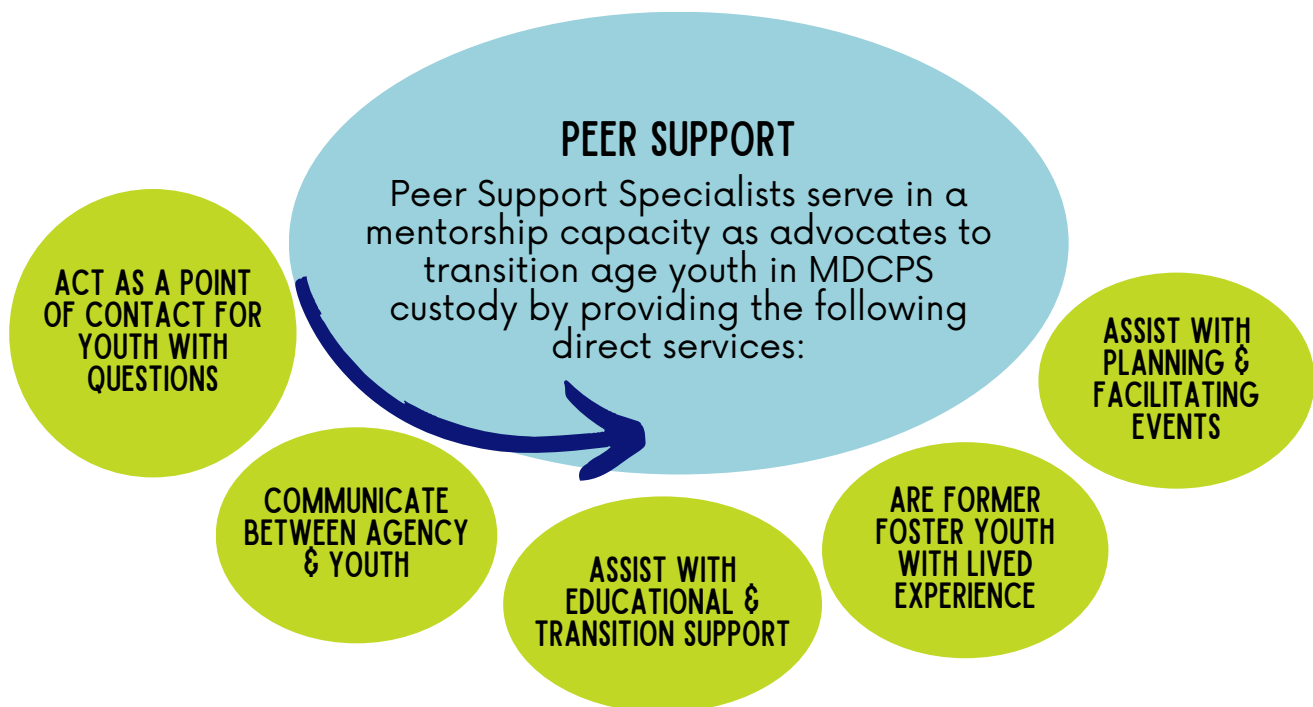 PEER SUPPORT
Peer Support Specialists serve in a
mentorship capacity as advocates to
transition age youth in MDCPS
custody by providing the following
direct services:
ACT AS A POINT
OF CONTACT FOR
YOUTH WITH
QUESTIONS
COMMUNICATE
BETWEEN AGENCY
& YOUTH
ASSIST WITH
EDUCATIONAL &
TRANSITION SUPPORT
ARE FORMER
FOSTER YOUTH
WITH LIVED
EXPERIENCE
ASSIST WITH
PLANNING &
FACILITATING
EVENTS